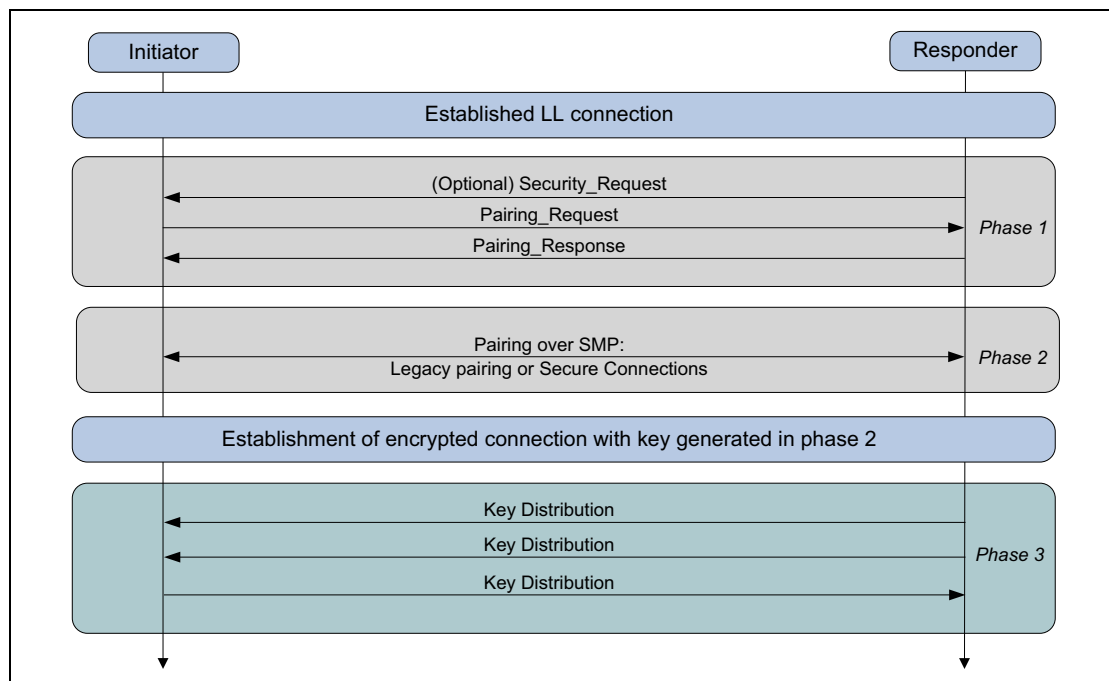 Initiator
Responder
Established LL connection
(Optional) Security_Request
Pairing_Request
Phase 1
Pairing_Response
Pairing over SMP:
Phase 2
Legacy pairing or Secure Connections
Establishment of encrypted connection with key generated in phase 2
Key Distribution
Key Distribution
Phase 3
Key Distribution